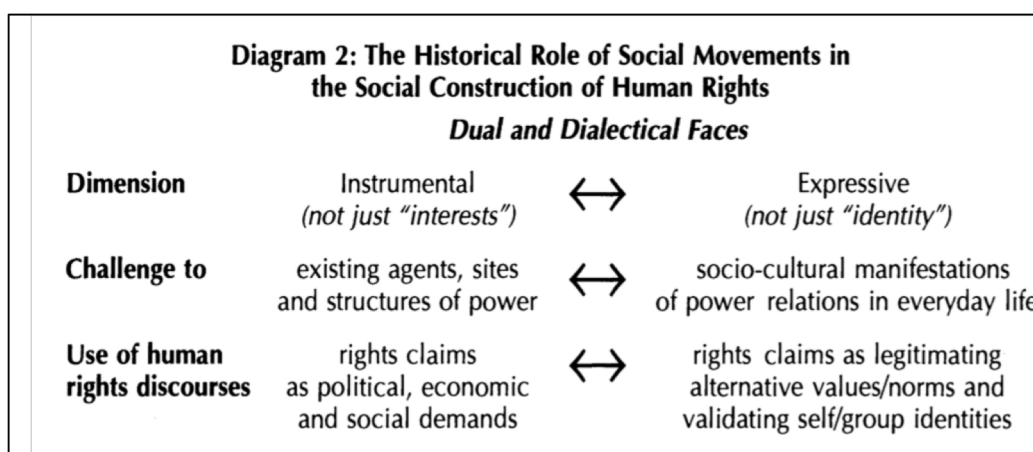 Diagram 2: The Historical Role of Social Movements in
the Social Construction of Human Rights
Dual and Dialectical Faces
Dimension Instrumental ↔ Expressive
(not just "interests") (not just "identity")
Challenge to existing agents, sites ↔ socio-cultural manifestations
and structures of power of power relations in everyday life
Use of human rights claims ↔ rights claims as legitimating
rights discourses as political, economic alternative values/norms and
and social demands validating self/group identities